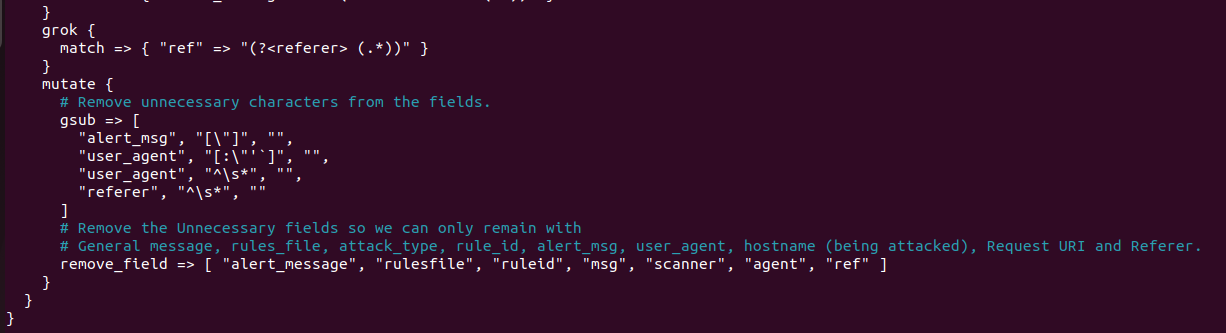 }
grok {
match => { "ref" => "(?<referer> (.*))" }
}
mutate {
# Remove unnecessary characters from the fields.
gsub => [
"alert_msg", "[\"]", "",
"user_agent", "[:\"'`]", "",
"user_agent", "^\s*", "",
"referer", "^\s*", ""
]
# Remove the Unnecessary fields so we can only remain with
# General message, rules_file, attack_type, rule_id, alert_msg, user_agent, hostname (being attacked), Request URI and Referer.
remove_field => [ "alert_message", "rulesfile", "ruleid", "msg", "scanner", "agent", "ref" ]
}
}
}